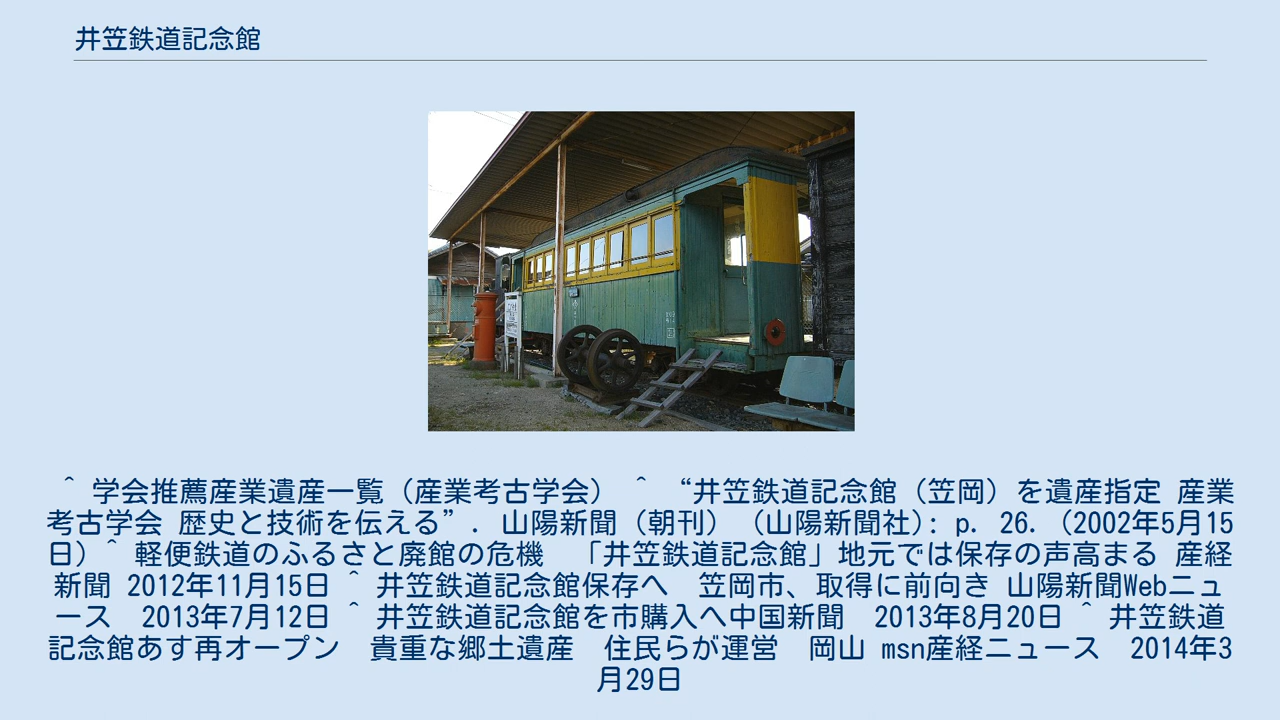 井笠鉄道記念館
^ 学会推薦産業遺産一覧（産業考古学会） ^ “井笠鉄道記念館（笠岡）を遺産指定 産業
考古学会 歴史と技術を伝える”. 山陽新聞（朝刊）（山陽新聞社）: p. 26. (2002年5月15
日) ^ 軽便鉄道のふるさと廃館の危機　「井笠鉄道記念館」地元では保存の声高まる 産経
新聞 2012年11月15日 ^ 井笠鉄道記念館保存へ　笠岡市、取得に前向き 山陽新聞Webニュ
ース　2013年7月12日 ^ 井笠鉄道記念館を市購入へ中国新聞　2013年8月20日 ^ 井笠鉄道
記念館あす再オープン　貴重な郷土遺産　住民らが運営　岡山 msn産経ニュース　2014年3
月29日